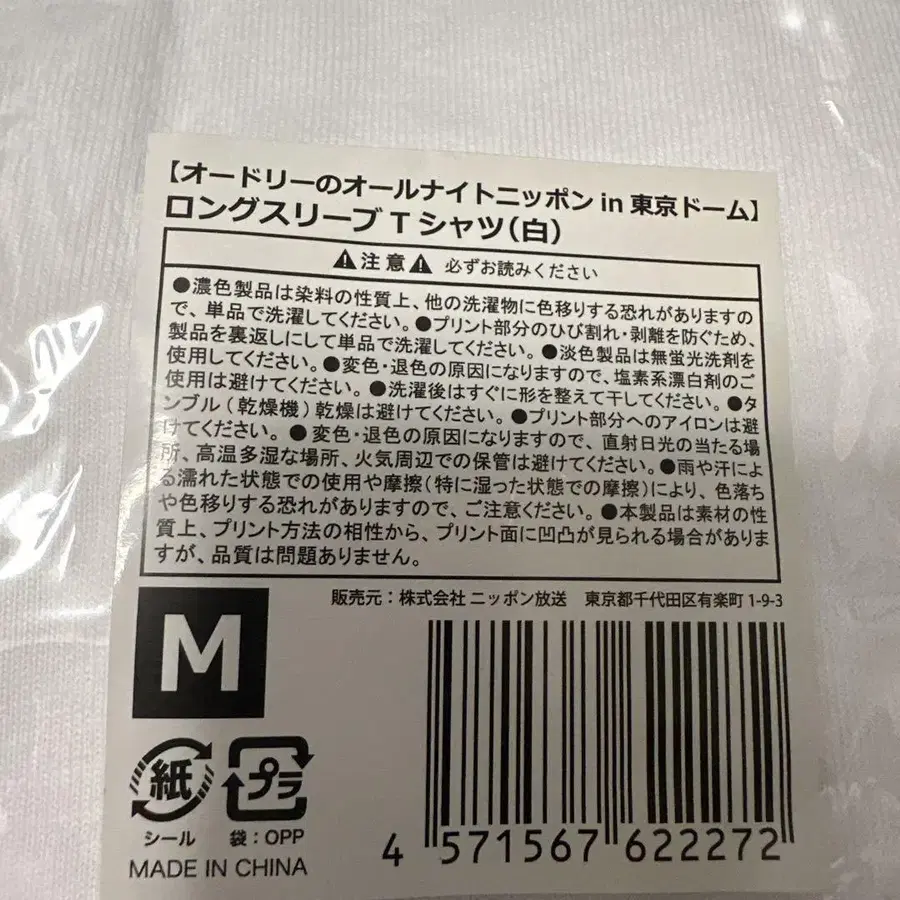 【オードリーのオールナイトニッポン in 東京ドーム】
ロングスリーブTシャツ(白)
⚠注意⚠ 必ずお読みください
●濃色製品は染料の性質上、他の洗濯物に色移りする恐れがありますの
で、単品で洗濯してください。●プリント部分のひび割れ・剥離を防ぐため、
製品を裏返しにして単品で洗濯してください。●淡色製品は無蛍光洗剤を
使用してください。●変色・退色の原因になりますので、塩素系漂白剤のご
使用は避けてください。●洗濯後はすぐに形を整えて干してください。●タ
ンブル(乾燥機)乾燥は避けてください。●プリント部分へのアイロンは避
けてください。●変色・退色の原因になりますので、直射日光の当たる場
所、高温多湿な場所、火気周辺での保管は避けてください。●雨や汗によ
る濡れた状態での使用や摩擦(特に湿った状態での摩擦)により、色落ち
や色移りする恐れがありますので、ご注意ください。●本製品は素材の性
質上、プリント方法の相性から、プリント面に凹凸が見られる場合がありま
すが、品質は問題ありません。
販売元:株式会社 ニッポン放送 東京都千代田区有楽町 1-9-3
M
紙 プラ
シール 袋:OPP
MADE IN CHINA
4 571567 622272